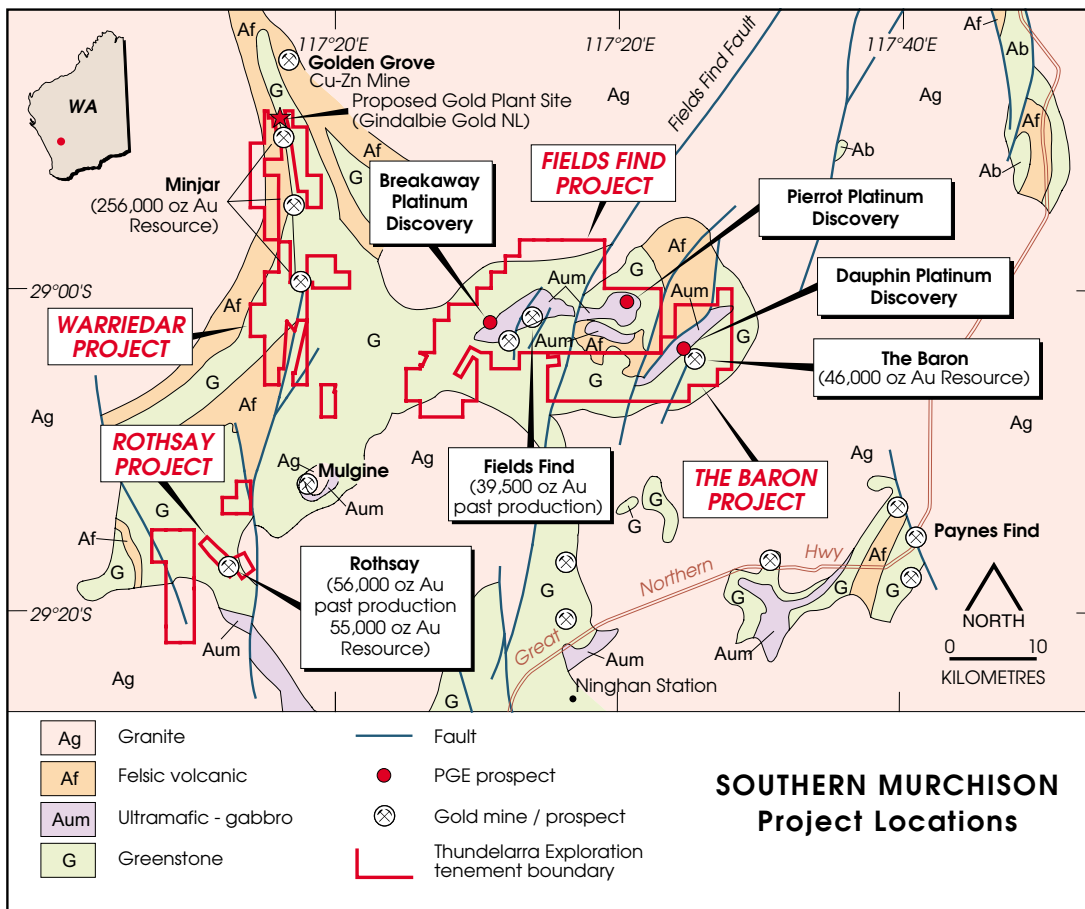 117°20'E
117°20'E
117°40'E
WA
Af
Golden Grove
Cu-Zn Mine
Proposed Gold Plant Site
(Gindalbie Gold NL)
G
Ag
Ag
Fields Find Fault
Af
Ab
Af
Ab
Ab
Af
G
Minjar
(256,000 oz Au
Resource)
Breakaway
Platinum
Discovery
FIELDS FIND
PROJECT
Pierrot Platinum
Discovery
Dauphin Platinum
Discovery
29°00'S
Af
G
Aum
G
Af
Aum
WARRIEDAR
PROJECT
G
Aum
Af
G
G
The Baron
(46,000 oz Au Resource)
Ag
G
Af
Ag
ROTHSAY
PROJECT
Ag
Mulgine
Aum
Ag
Fields Find
(39,500 oz Au
past production)
THE BARON
PROJECT
Ag
G
G
G
Af
G
Rothsay
(56,000 oz Au
past production
55,000 oz Au
Resource)
29°20'S
Aum
Ag
G
G
Great
Northern
Hwy
Aum
Ninghan Station
G
Aum
G
Af
G
Paynes Find
NORTH
0
10
KILOMETRES
Ag
Ag
Granite
Af
Felsic volcanic
Aum
Ultramafic - gabbro
G
Greenstone
Fault
PGE prospect
Gold mine / prospect
Thundelarra Exploration
tenement boundary
SOUTHERN MURCHISON
Project Locations